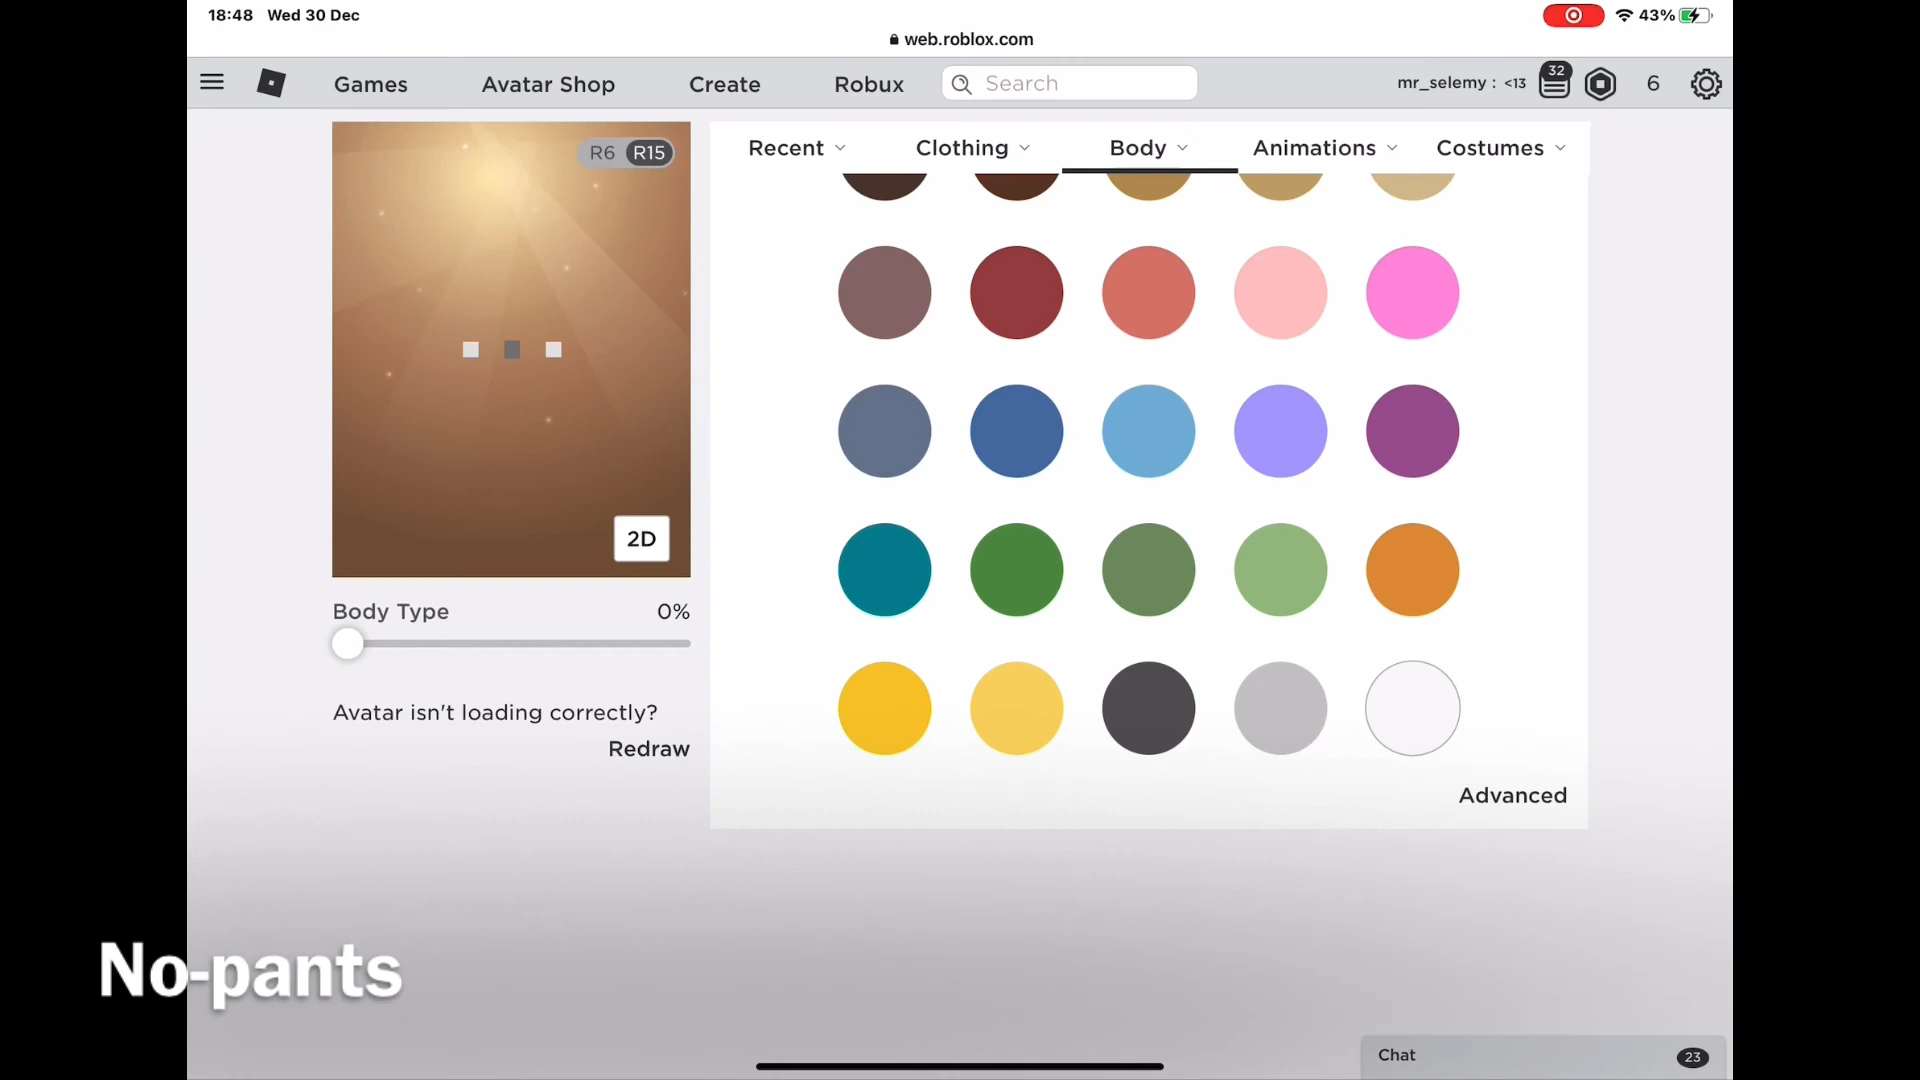 18:48 Wed 30 Dec
43%
web.roblox.com
Games Avatar Shop Create Robux Search mr_selemy : <13 32 6
R6 R15
Recent Clothing Body Animations Costumes
2D
Body Type 0%
Avatar isn't loading correctly?
Redraw
Advanced
No-pants
Chat 23